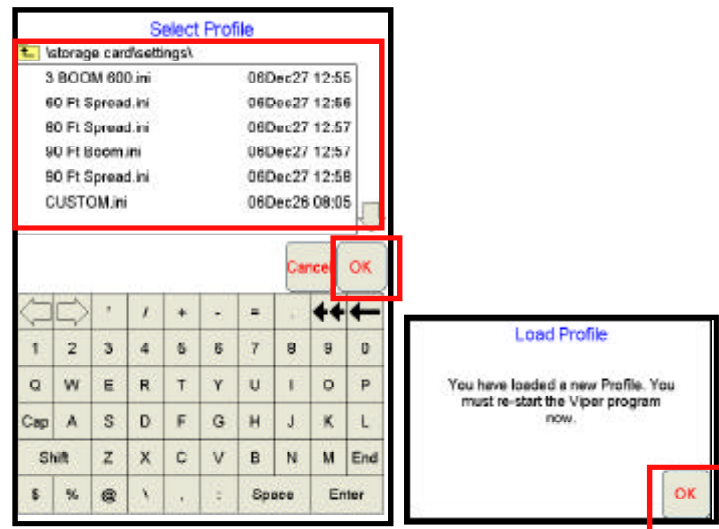 Select Profile
\storage card\settings\
3 BOOM 600.ini 06Dec27 12:55
60 Ft Spread.ini 06Dec27 12:56
80 Ft Spread.ini 06Dec27 12:57
90 Ft Boom.ini 06Dec27 12:57
90 Ft Spread.ini 06Dec27 12:58
CUSTOM.ini 06Dec26 08:05
Cancel OK
' / + - = .
1 2 3 4 5 6 7 8 9 0
Q W E R T Y U I O P
Cap A S D F G H J K L
Shift Z X C V B N M End
$ % @ \ , : Space Enter
Load Profile
You have loaded a new Profile. You
must re-start the Viper program
now.
OK